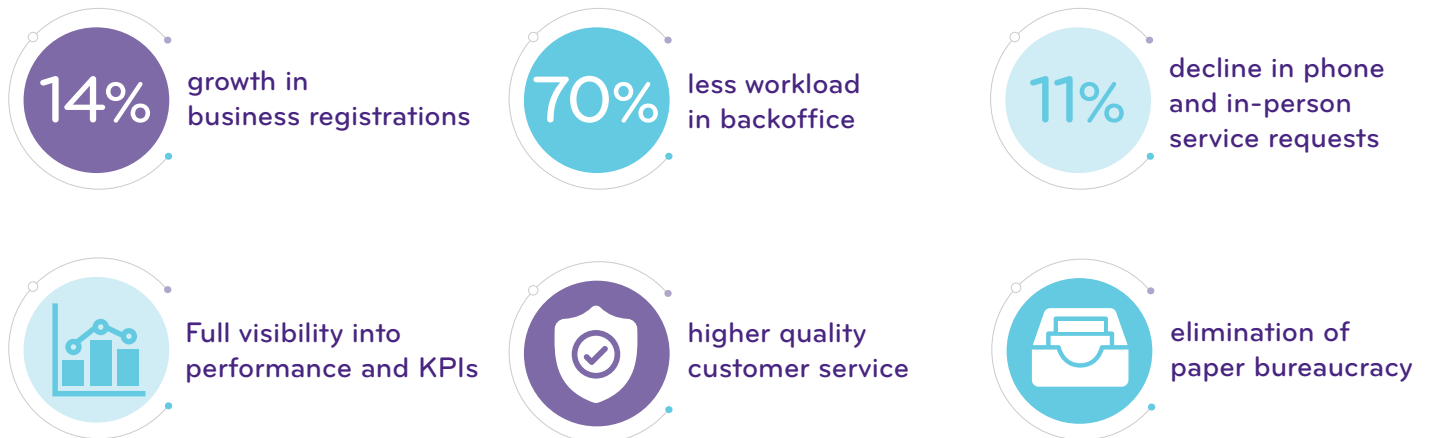 14%
growth in
business registrations
70%
less workload
in backoffice
11%
decline in phone
and in-person
service requests
Full visibility into
performance and KPIs
higher quality
customer service
elimination of
paper bureaucracy